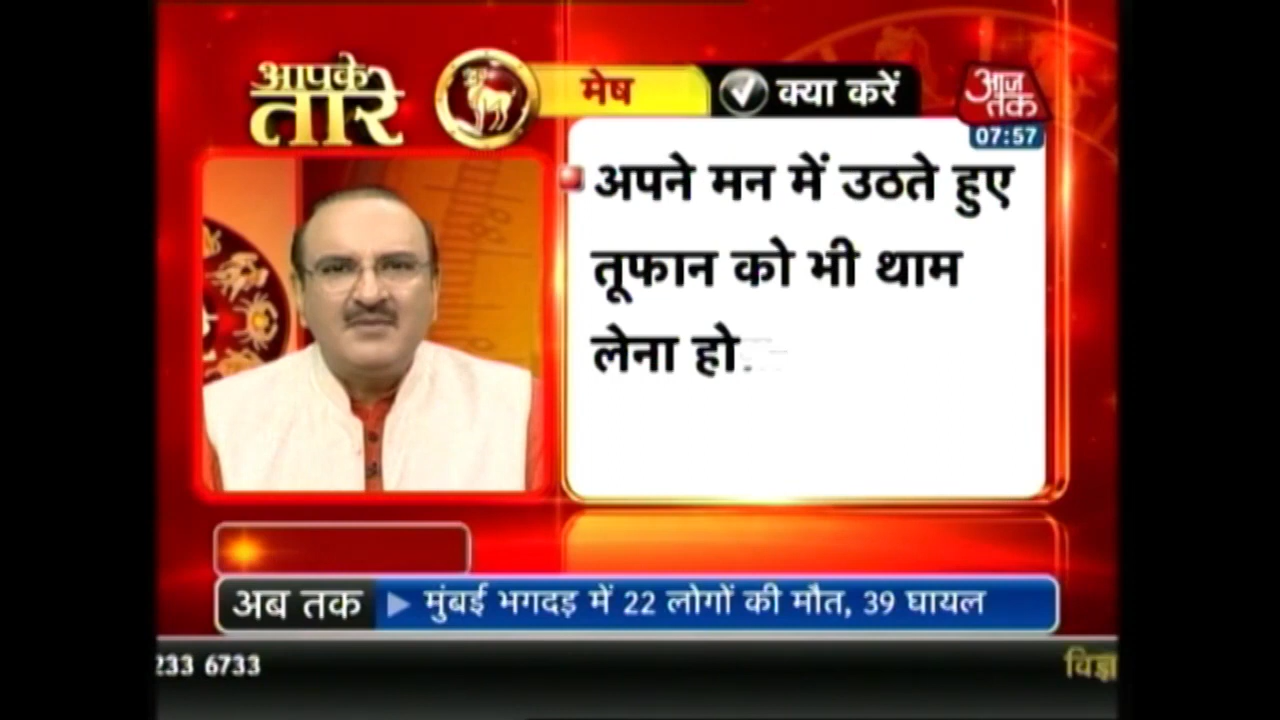 आपके
तारे
मेष
क्या करें
आज
तक
07:57
अपने मन में उठते हुए
तूफान को भी थाम
लेना हो
अब तक
मुंबई भगदड़ में 22 लोगों की मौत, 39 घायल
233 6733